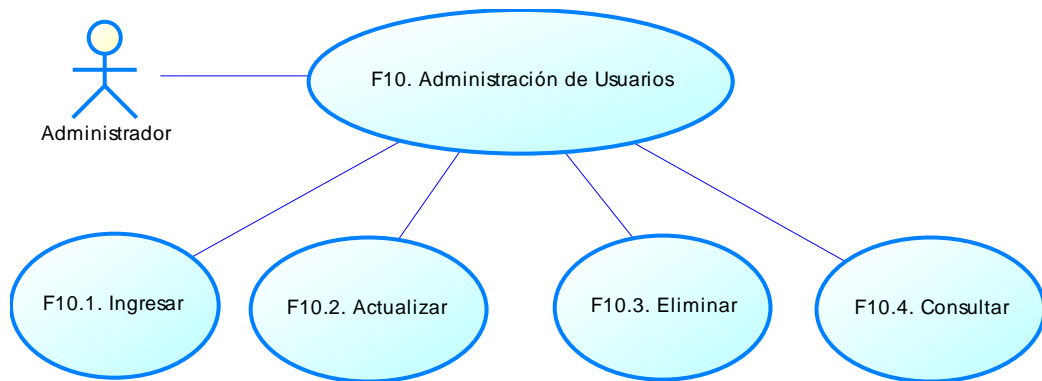 F10. Administración de Usuarios
Administrador
F10.1. Ingresar
F10.2. Actualizar
F10.3. Eliminar
F10.4. Consultar